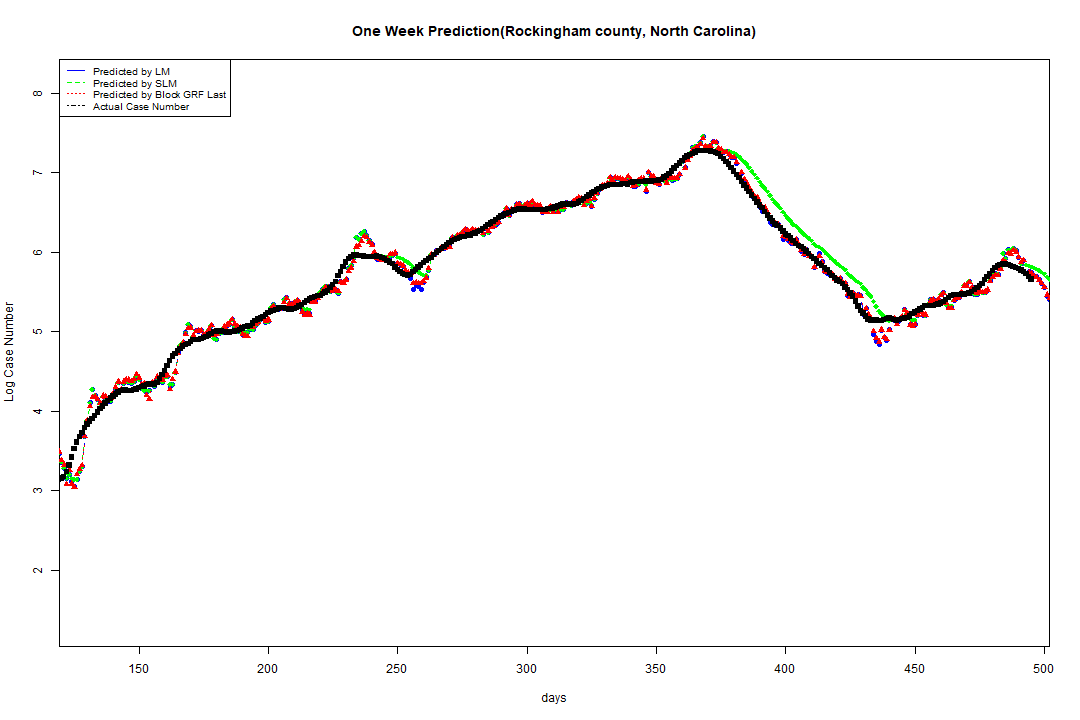 One Week Prediction(Rockingham county, North Carolina)
Predicted by LM
Predicted by SLM
Predicted by Block GRF Last
Actual Case Number
Log Case Number
8
7
6
5
4
3
2
150 200 250 300 350 400 450 500
days